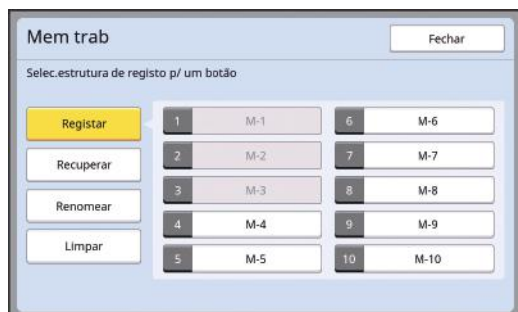 Mem trab
Fechar
Selec.estrutura de registo p/ um botão
Registar
Recuperar
Renomear
Limpar
1 M-1
2 M-2
3 M-3
4 M-4
5 M-5
6 M-6
7 M-7
8 M-8
9 M-9
10 M-10